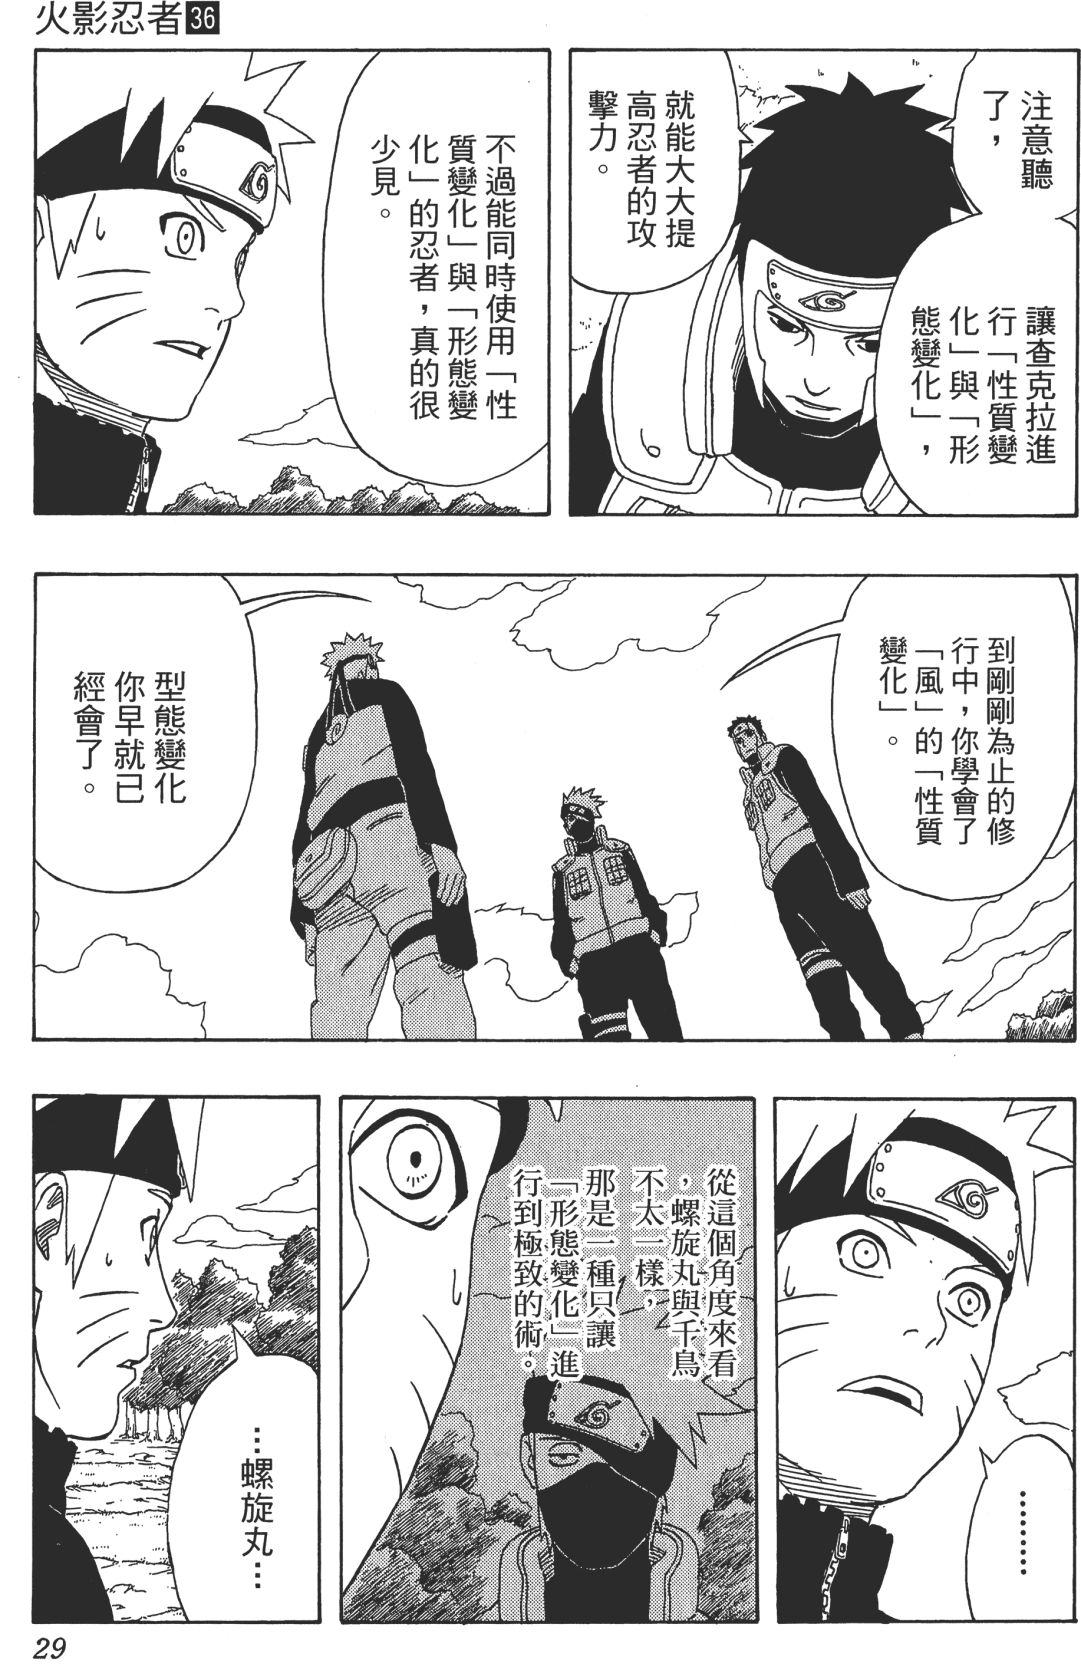 火影忍者36
注意聽
了，
讓查克拉進
行「性質變
化」與「形
態變化」，
就能大大提
高忍者的攻
擊力。
不過能同時使用「性
質變化」與「形態變
化」的忍者，真的很
少見。
到剛剛為止的修
行中，你學會了
「風」的「性質
變化」。
型態變化
你早就已
經會了。
………
從這個角度來看
，螺旋丸與千鳥
不太一樣，
那是一種只讓
「形態變化」進
行到極致的術。
…螺旋丸…
29